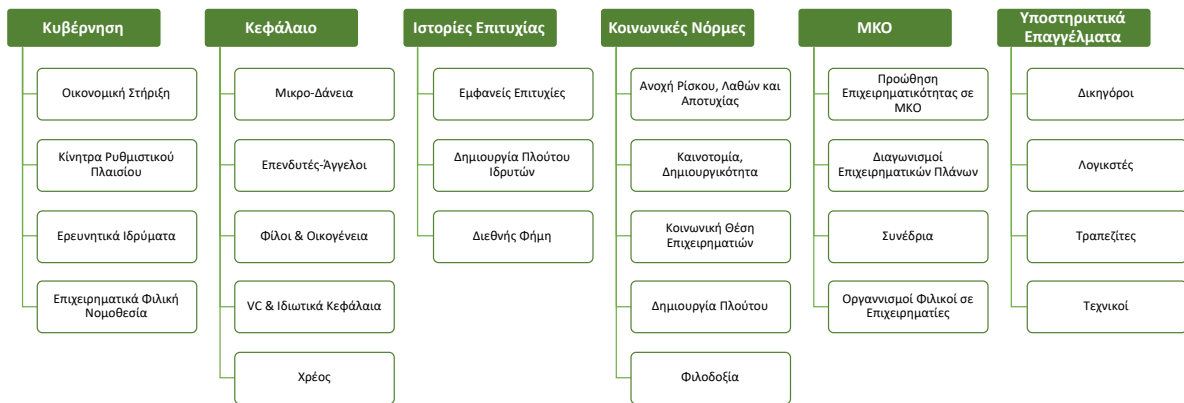 Κυβέρνηση
Οικονομική Στήριξη
Κίνητρα Ρυθμιστικού
Πλαισίου
Ερευνητικά Ιδρύματα
Επιχειρηματικά Φιλική
Νομοθεσία
Κεφάλαιο
Μικρο-Δάνεια
Επενδυτές-Άγγελοι
Φίλοι & Οικογένεια
VC & Ιδιωτικά Κεφάλαια
Χρέος
Ιστορίες Επιτυχίας
Εμφανείς Επιτυχίες
Δημιουργία Πλούτου
Ιδρυτών
Διεθνής Φήμη
Κοινωνικές Νόρμες
Ανοχή Ρίσκου, Λαθών και
Αποτυχίας
Καινοτομία,
Δημιουργικότητα
Κοινωνική Θέση
Επιχειρηματιών
Δημιουργία Πλούτου
Φιλοδοξία
ΜΚΟ
Προώθηση
Επιχειρηματικότητας σε
ΜΚΟ
Διαγωνισμοί
Επιχειρηματικών Πλάνων
Συνέδρια
Οργαννισμοί Φιλικοί σε
Επιχειρηματίες
Υποστηρικτικά
Επαγγέλματα
Δικηγόροι
Λογικστές
Τραπεζίτες
Τεχνικοί